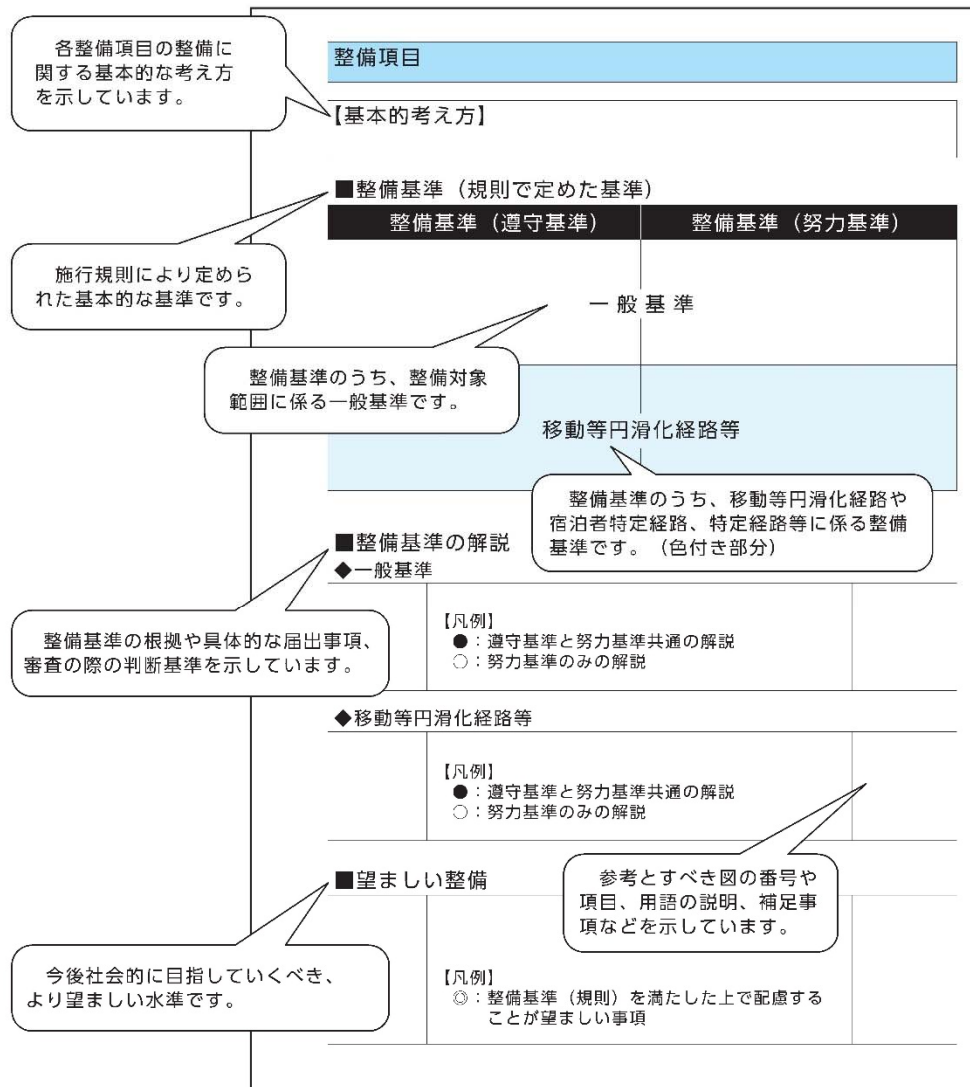 各整備項目の整備に
関する基本的な考え方
を示しています。
整備項目
【基本的考え方】
■整備基準（規則で定めた基準）
整備基準（遵守基準）
整備基準（努力基準）
施行規則により定めら
れた基本的な基準です。
一般基準
整備基準のうち、整備対象
範囲に係る一般基準です。
移動等円滑化経路等
整備基準のうち、移動等円滑化経路や
宿泊者特定経路、特定経路等に係る整備
基準です。（色付き部分）
■整備基準の解説
◆一般基準
整備基準の根拠や具体的な届出事項、
審査の際の判断基準を示しています。
【凡例】
●：遵守基準と努力基準共通の解説
○：努力基準のみの解説
◆移動等円滑化経路等
【凡例】
●：遵守基準と努力基準共通の解説
○：努力基準のみの解説
参考とすべき図の番号や
項目、用語の説明、補足事
項などを示しています。
■望ましい整備
今後社会的に目指していくべき、
より望ましい水準です。
【凡例】
◎：整備基準（規則）を満たした上で配慮する
ことが望ましい事項